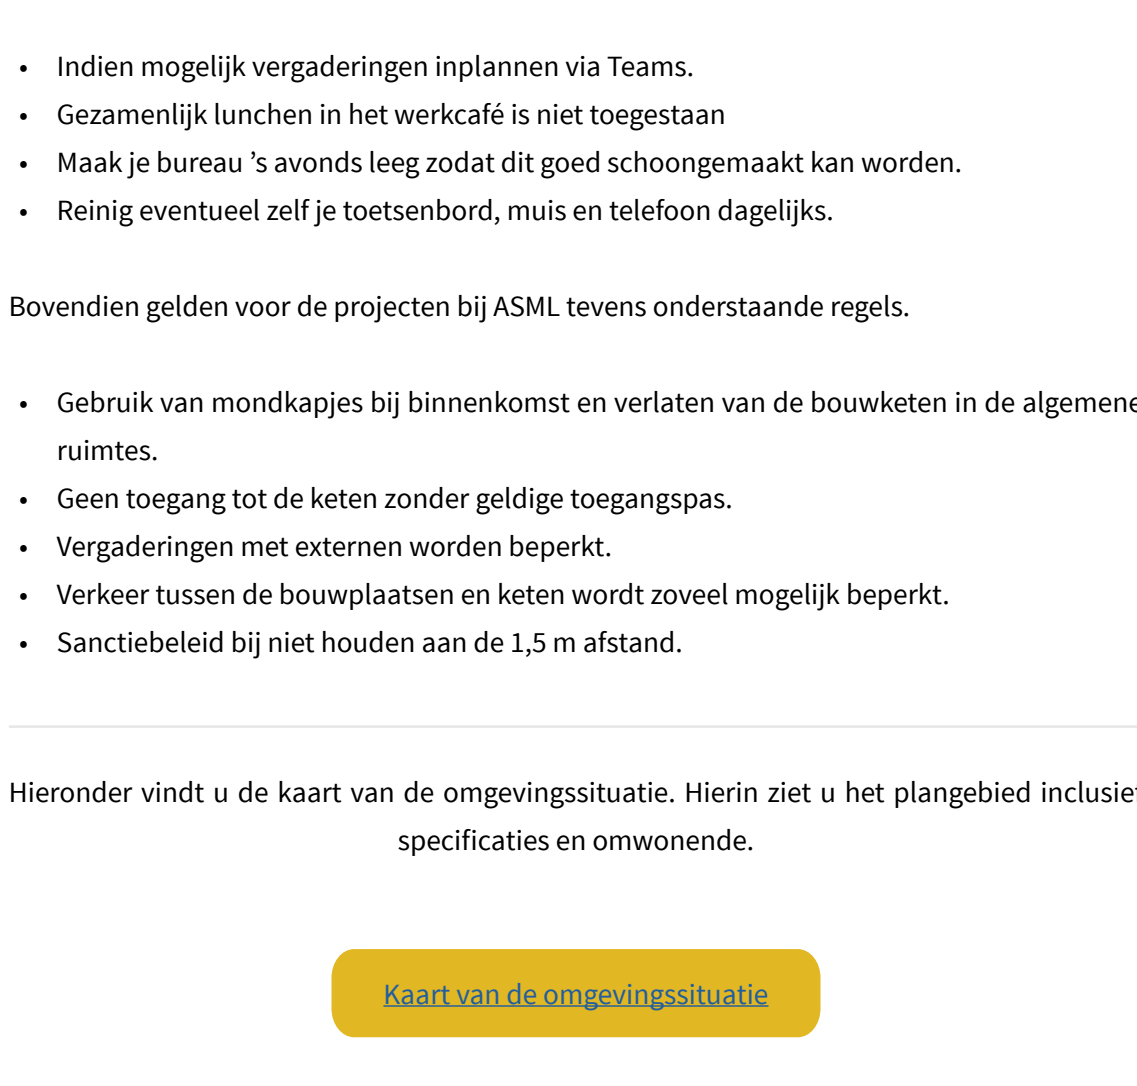 • Indien mogelijk vergaderingen inplannen via Teams.
• Gezamenlijk lunchen in het werkcafé is niet toegestaan
• Maak je bureau ’s avonds leeg zodat dit goed schoongemaakt kan worden.
• Reinig eventueel zelf je toetsenbord, muis en telefoon dagelijks.
Bovendien gelden voor de projecten bij ASML tevens onderstaande regels.
• Gebruik van mondkapjes bij binnenkomst en verlaten van de bouwketen in de algemene
ruimtes.
• Geen toegang tot de keten zonder geldige toegangspas.
• Vergaderingen met externen worden beperkt.
• Verkeer tussen de bouwplaatsen en keten wordt zoveel mogelijk beperkt.
• Sanctiebeleid bij niet houden aan de 1,5 m afstand.
Hieronder vindt u de kaart van de omgevingssituatie. Hierin ziet u het plangebied inclusief
specificaties en omwonende.
Kaart van de omgevingssituatie